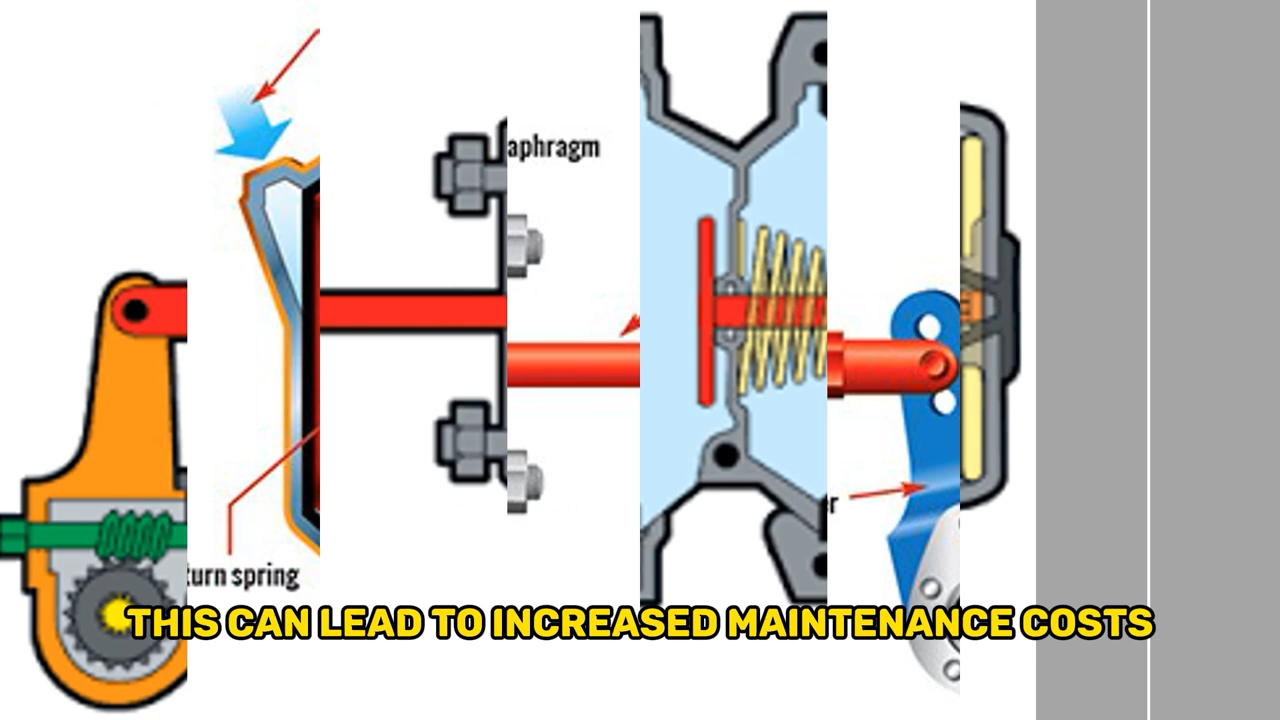 aphragm
r
turn spring
THIS CAN LEAD TO INCREASED MAINTENANCE COSTS